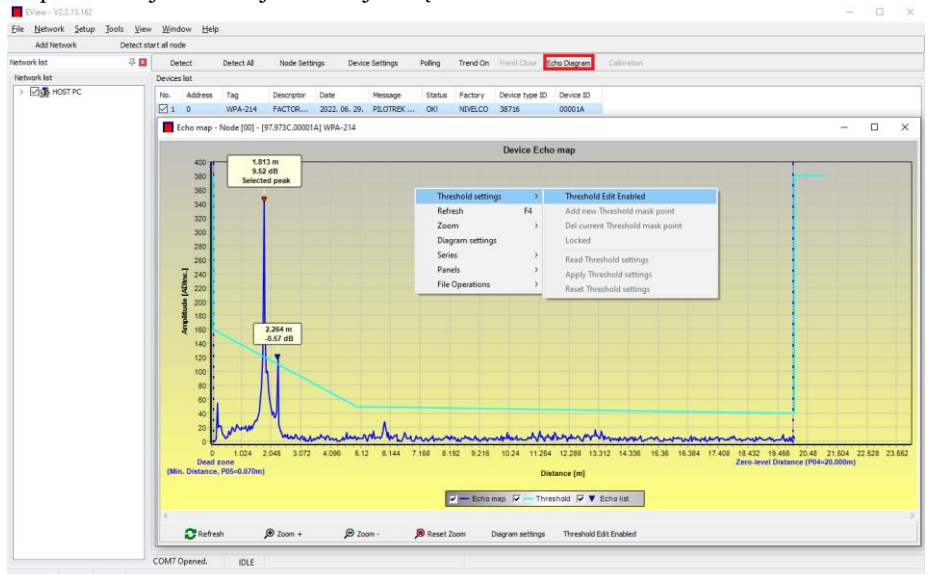 EView - V2.2.13.162
File Network Setup Tools View Window Help
Add Network Detect start all node
Network list
Detect Detect All Node Settings Device Settings Polling Trend On Trend Close Echo Diagram Calibration
Network list
HOST PC
Devices list
No. Address Tag Descriptor Date Message Status Factory Device type ID Device ID
1 0 WPA-214 FACTOR... 2022. 06. 29. PILOTREK ... OK! NIVELCO 38716 00001A
Echo map - Node [00] - [97.973C.00001A] WPA-214
Device Echo map
1.813 m
9.52 dB
Selected peak
2.264 m
-0.57 dB
Threshold settings
Refresh F4
Zoom
Diagram settings
Series
Panels
File Operations
Threshold Edit Enabled
Add new Threshold mask point
Del current Threshold mask point
Locked
Read Threshold settings
Apply Threshold settings
Reset Threshold settings
Amplitude [ADInc.]
400
380
360
340
320
300
280
260
240
220
200
180
160
140
120
100
80
60
40
20
0
0 1.024 2.048 3.072 4.096 5.12 6.144 7.168 8.192 9.216 10.24 11.264 12.288 13.312 14.336 15.36 16.384 17.408 18.432 19.456 20.48 21.504 22.528 23.552
Dead zone
(Min. Distance, P05=0.070m)
Zero-level Distance (P04=20.000m)
Distance [m]
Echo map Threshold Echo list
Refresh Zoom + Zoom - Reset Zoom Diagram settings Threshold Edit Enabled
COM7 Opened. IDLE